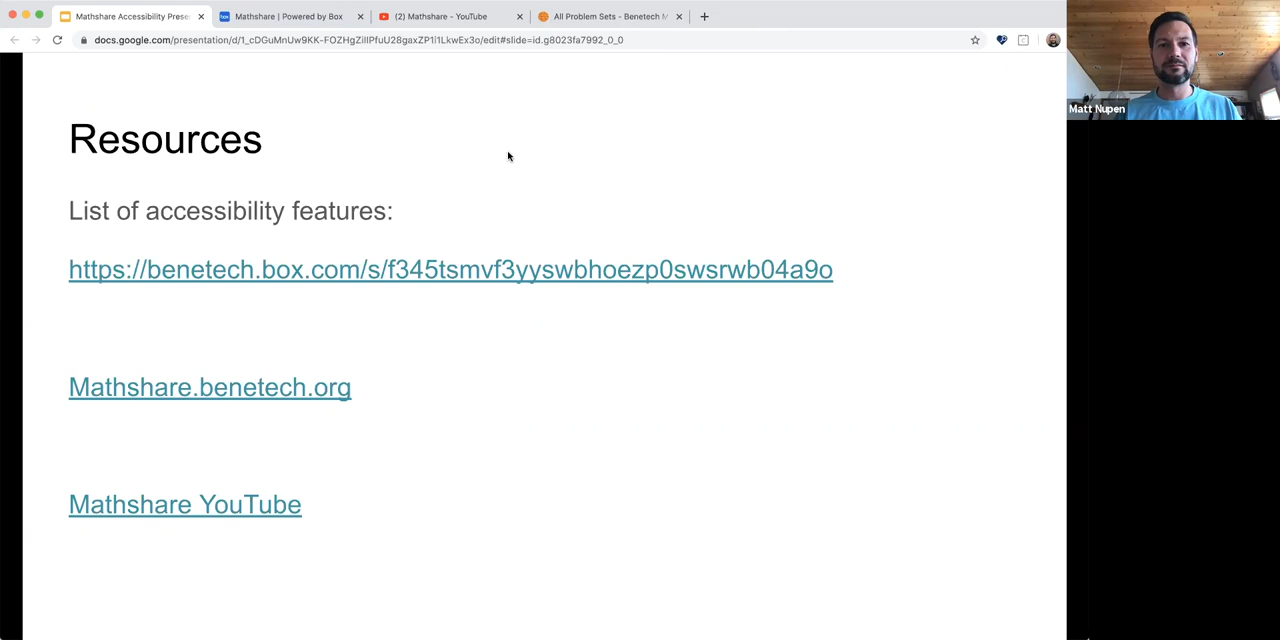 Mathshare Accessibility Prese
Mathshare | Powered by Box
(2) Mathshare - YouTube
All Problem Sets - Benetech M
docs.google.com/presentation/d/1_cDGuMnUw9KK-FOZHgZiIIPfuU28gaxZP1i1LkwEx3o/edit#slide=id.g8023fa7992_0_0
Matt Nupen
Resources
List of accessibility features:
https://benetech.box.com/s/f345tsmvf3yyswbhoezp0swsrwb04a9o
Mathshare.benetech.org
Mathshare YouTube